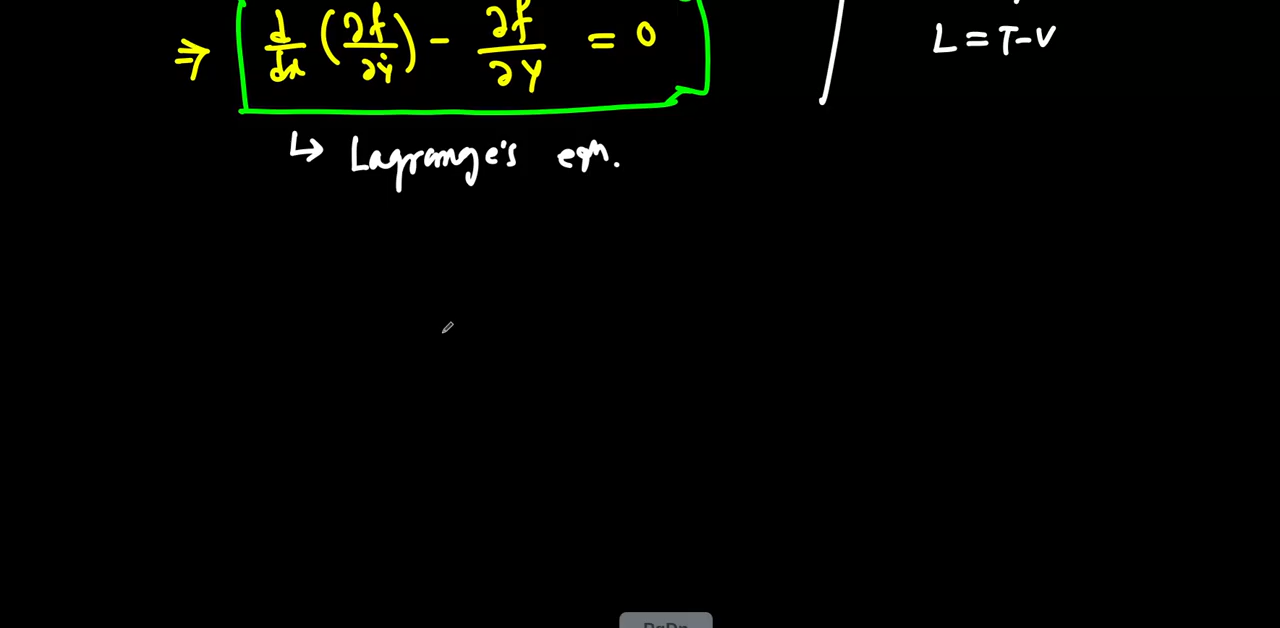 ⇒ d/dx (∂f/∂ẏ) - ∂f/∂y = 0
L = T-V
↳ Lagrange's eqn.